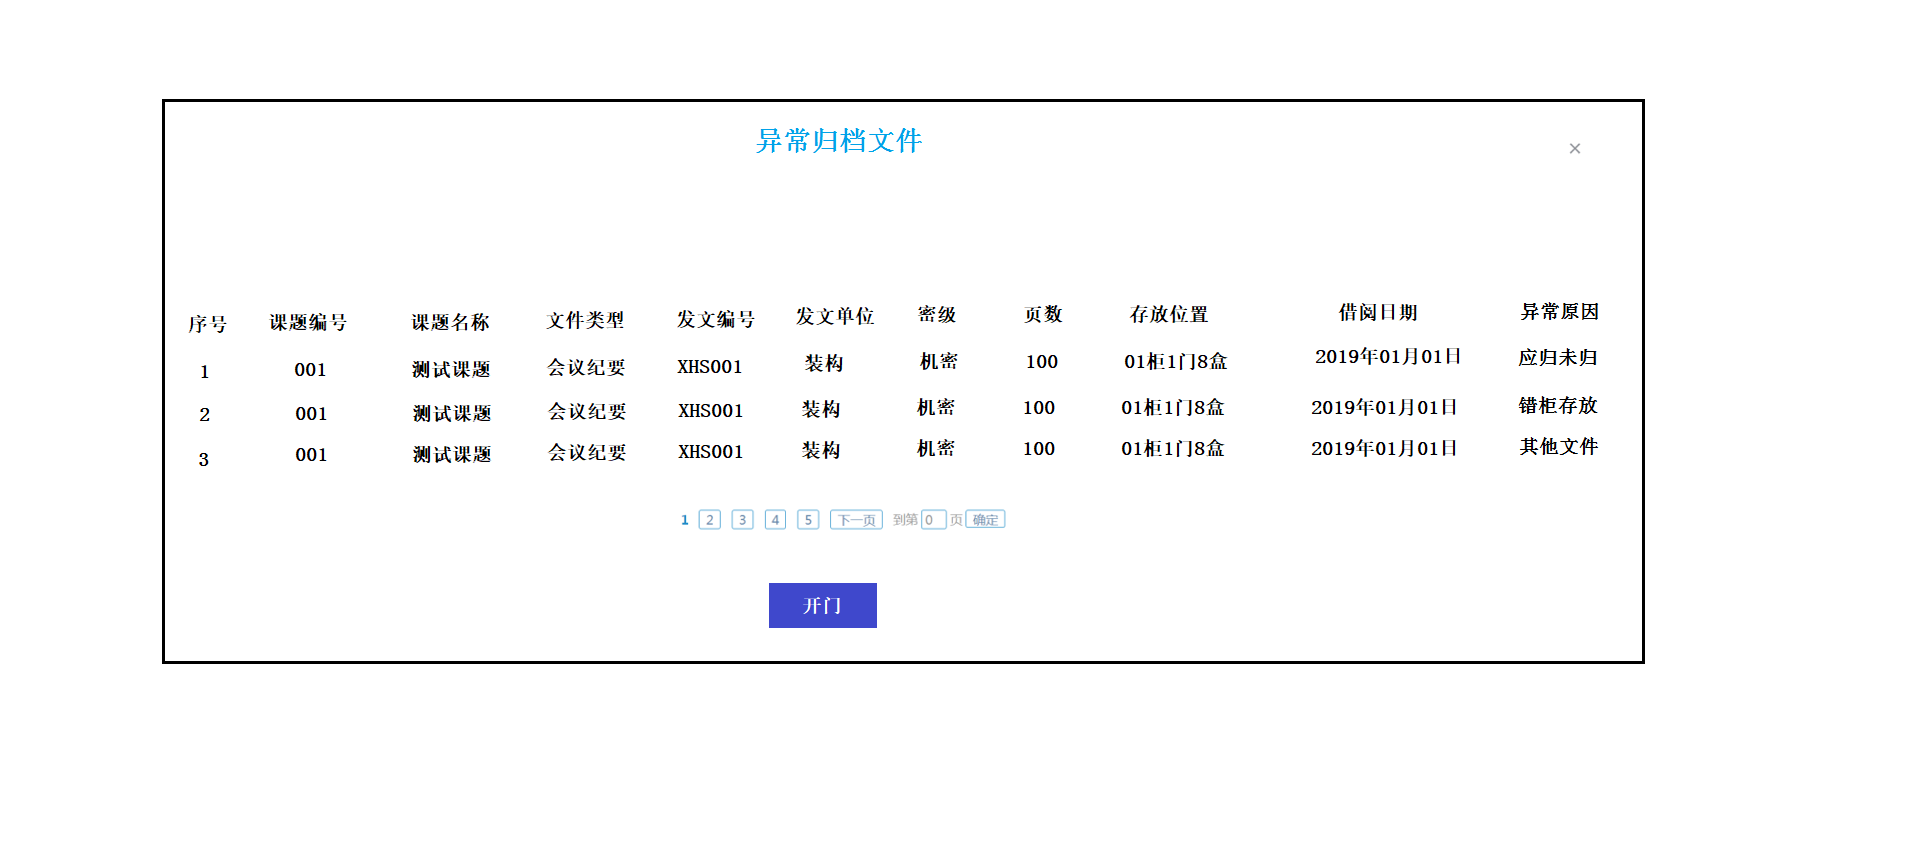 异常归档文件
×
序号 课题编号 课题名称 文件类型 发文编号 发文单位 密级 页数 存放位置 借阅日期 异常原因
1 001 测试课题 会议纪要 XHS001 装构 机密 100 01柜1门8盒 2019年01月01日 应归未归
2 001 测试课题 会议纪要 XHS001 装构 机密 100 01柜1门8盒 2019年01月01日 错柜存放
3 001 测试课题 会议纪要 XHS001 装构 机密 100 01柜1门8盒 2019年01月01日 其他文件
1 2 3 4 5 下一页 到第 0 页 确定
开门